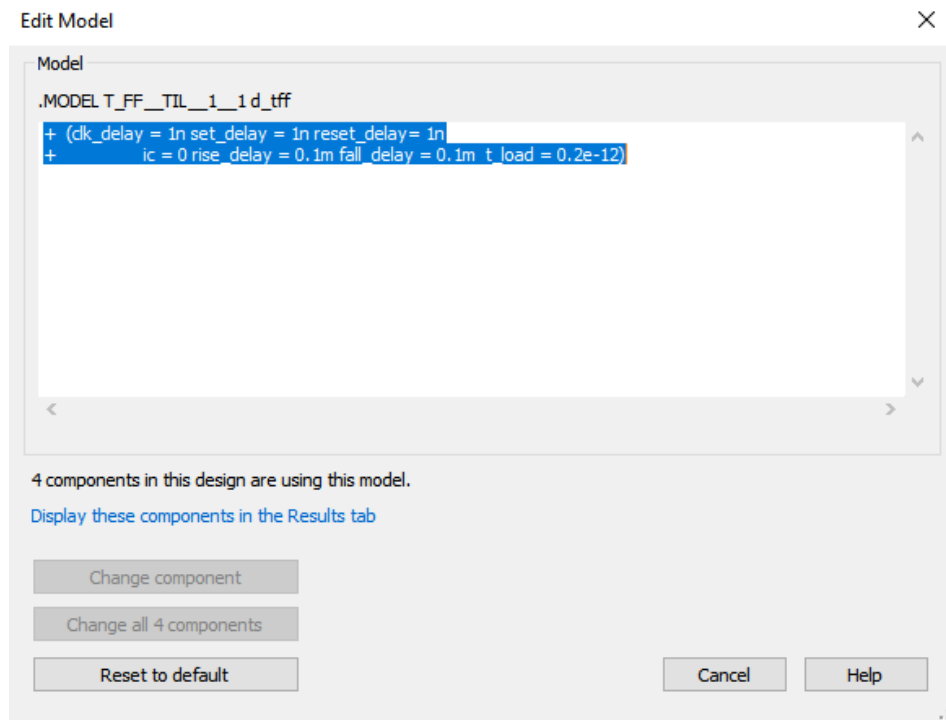 Edit Model
Model
.MODEL T_FF__TIL__1__1 d_tff
+ (clk_delay = 1n set_delay = 1n reset_delay= 1n
+ ic = 0 rise_delay = 0.1m fall_delay = 0.1m t_load = 0.2e-12)
4 components in this design are using this model.
Display these components in the Results tab
Change component
Change all 4 components
Reset to default
Cancel
Help